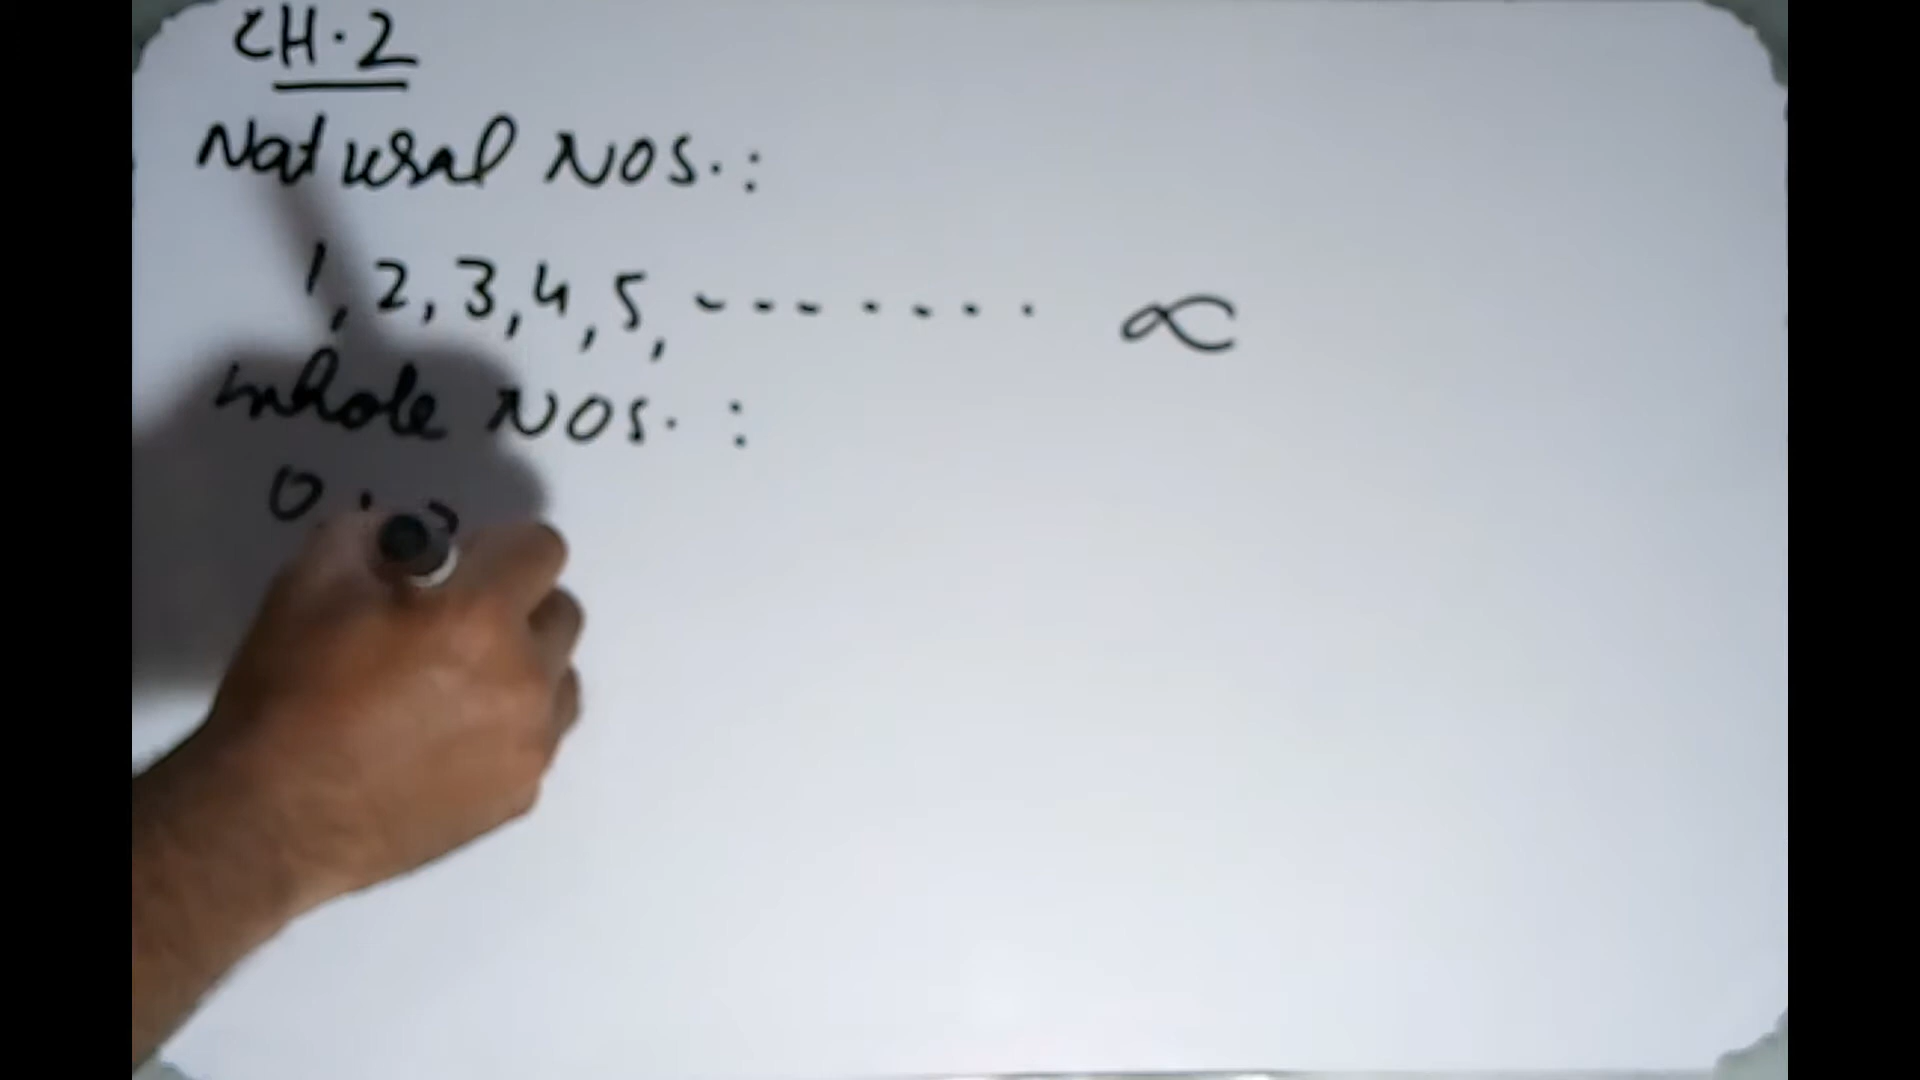 CH.2
Natural NOS.:
1, 2, 3, 4, 5, -------- ∝
Whole NOS. :
0